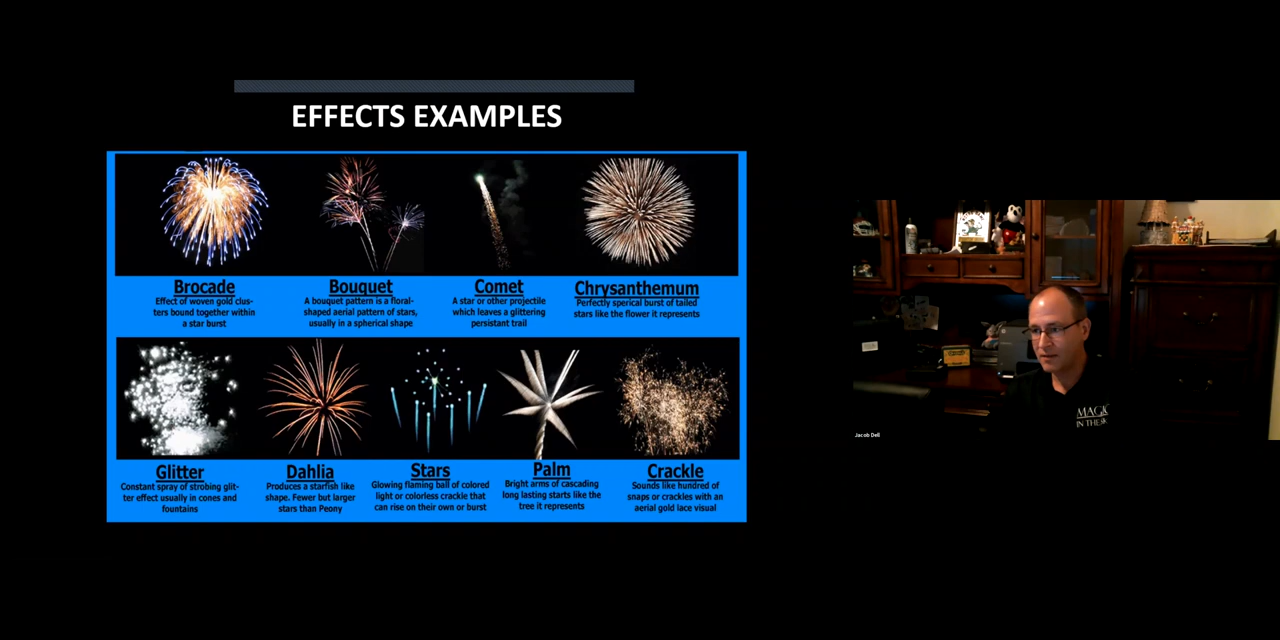 EFFECTS EXAMPLES
Brocade
Effect of woven gold clus-
ters bound together within
a star burst
Bouquet
A bouquet pattern is a floral-
shaped aerial pattern of stars,
usually in a spherical shape
Comet
A star or other projectile
which leaves a glittering
persistant trail
Chrysanthemum
Perfectly sperical burst of tailed
stars like the flower it represents
Glitter
Constant spray of strobing glit-
ter effect usually in cones and
fountains
Dahlia
Produces a starfish like
shape. Fewer but larger
stars than Peony
Stars
Glowing flaming ball of colored
light or colorless crackle that
can rise on their own or burst
Palm
Bright arms of cascading
long lasting starts like the
tree it represents
Crackle
Sounds like hundred of
snaps or crackles with an
aerial gold lace visual
MAGIC
IN THE
Jacob Dell